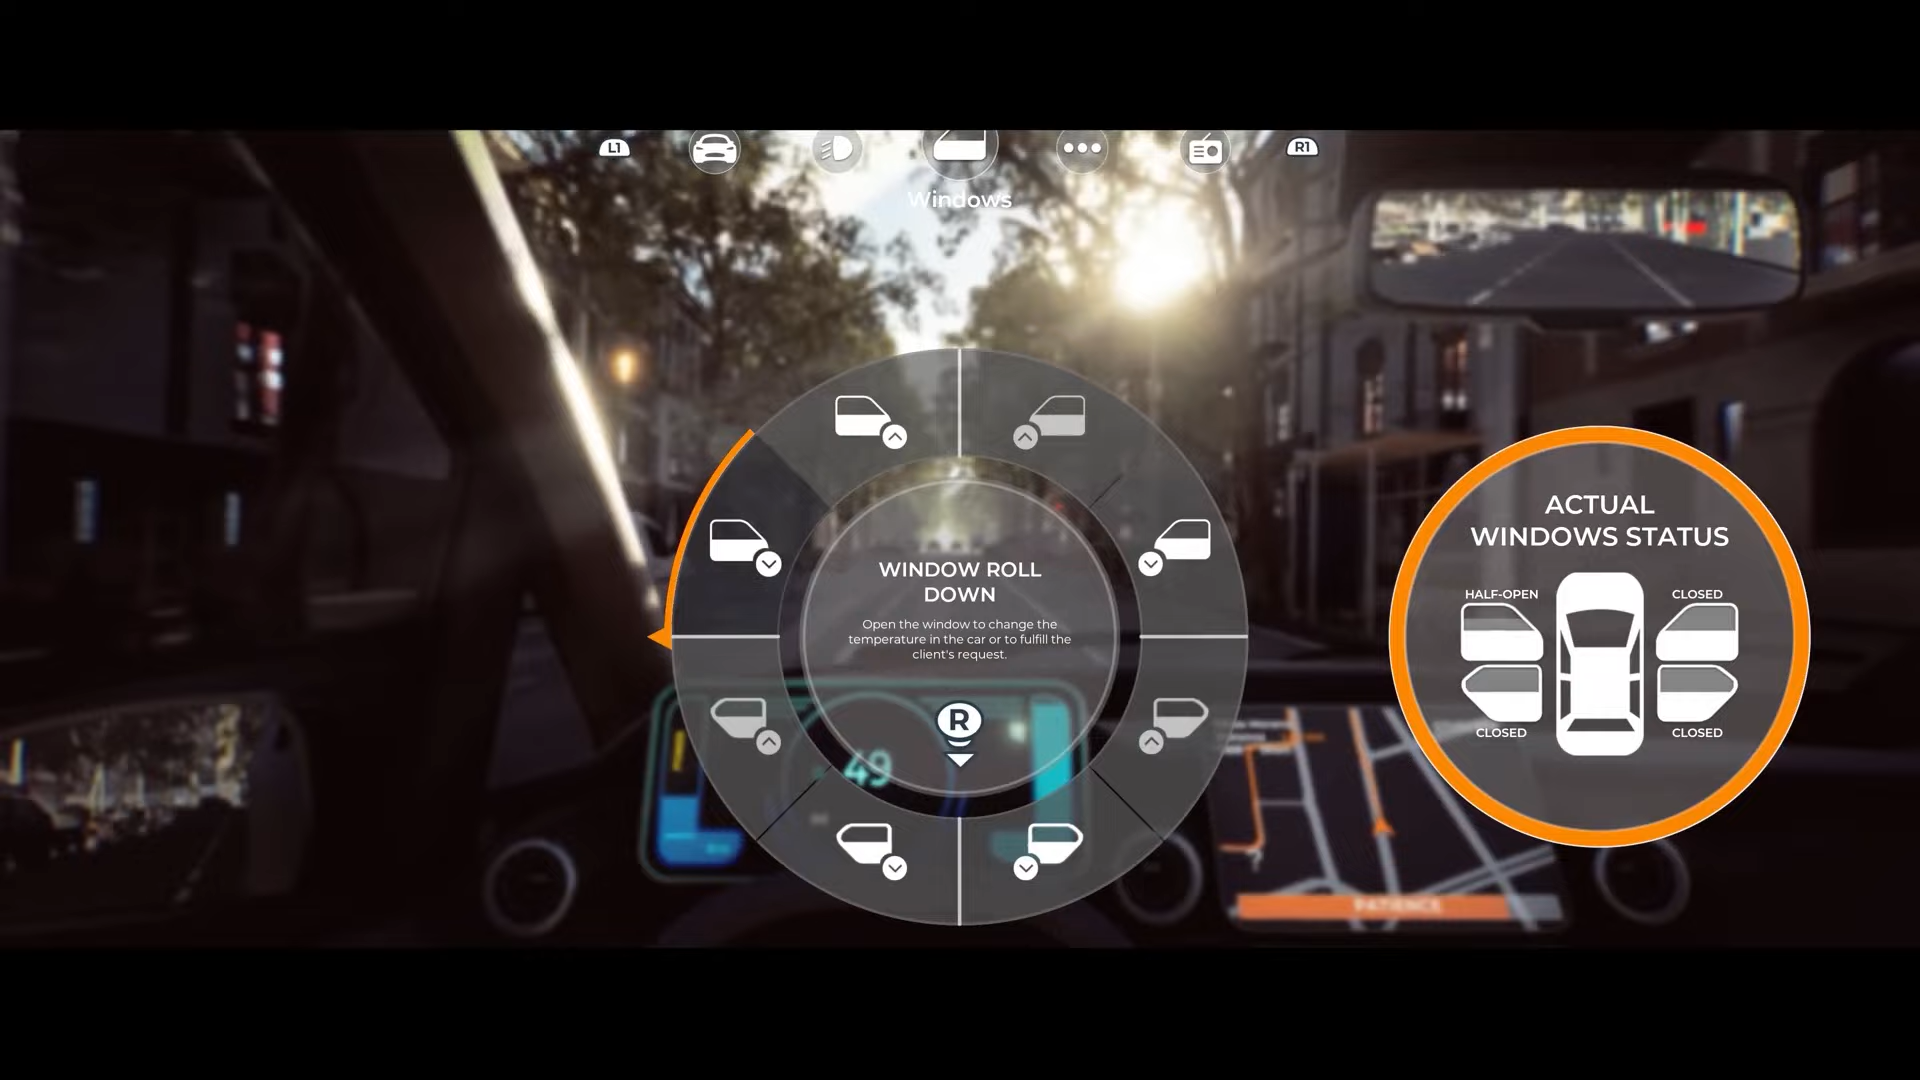 L1
R1
Windows
ACTUAL
WINDOWS STATUS
HALF-OPEN
CLOSED
CLOSED
CLOSED
WINDOW ROLL
DOWN
Open the window to change the
temperature in the car or to fulfill the
client's request.
R
49
PATIENCE